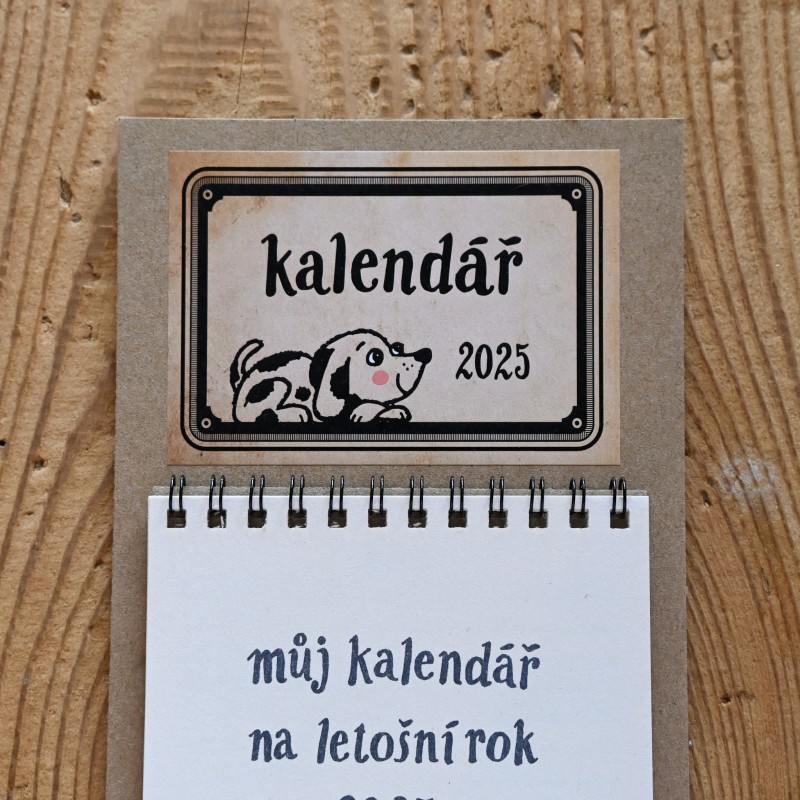 kalendář
2025
můj kalendář
na letošní rok